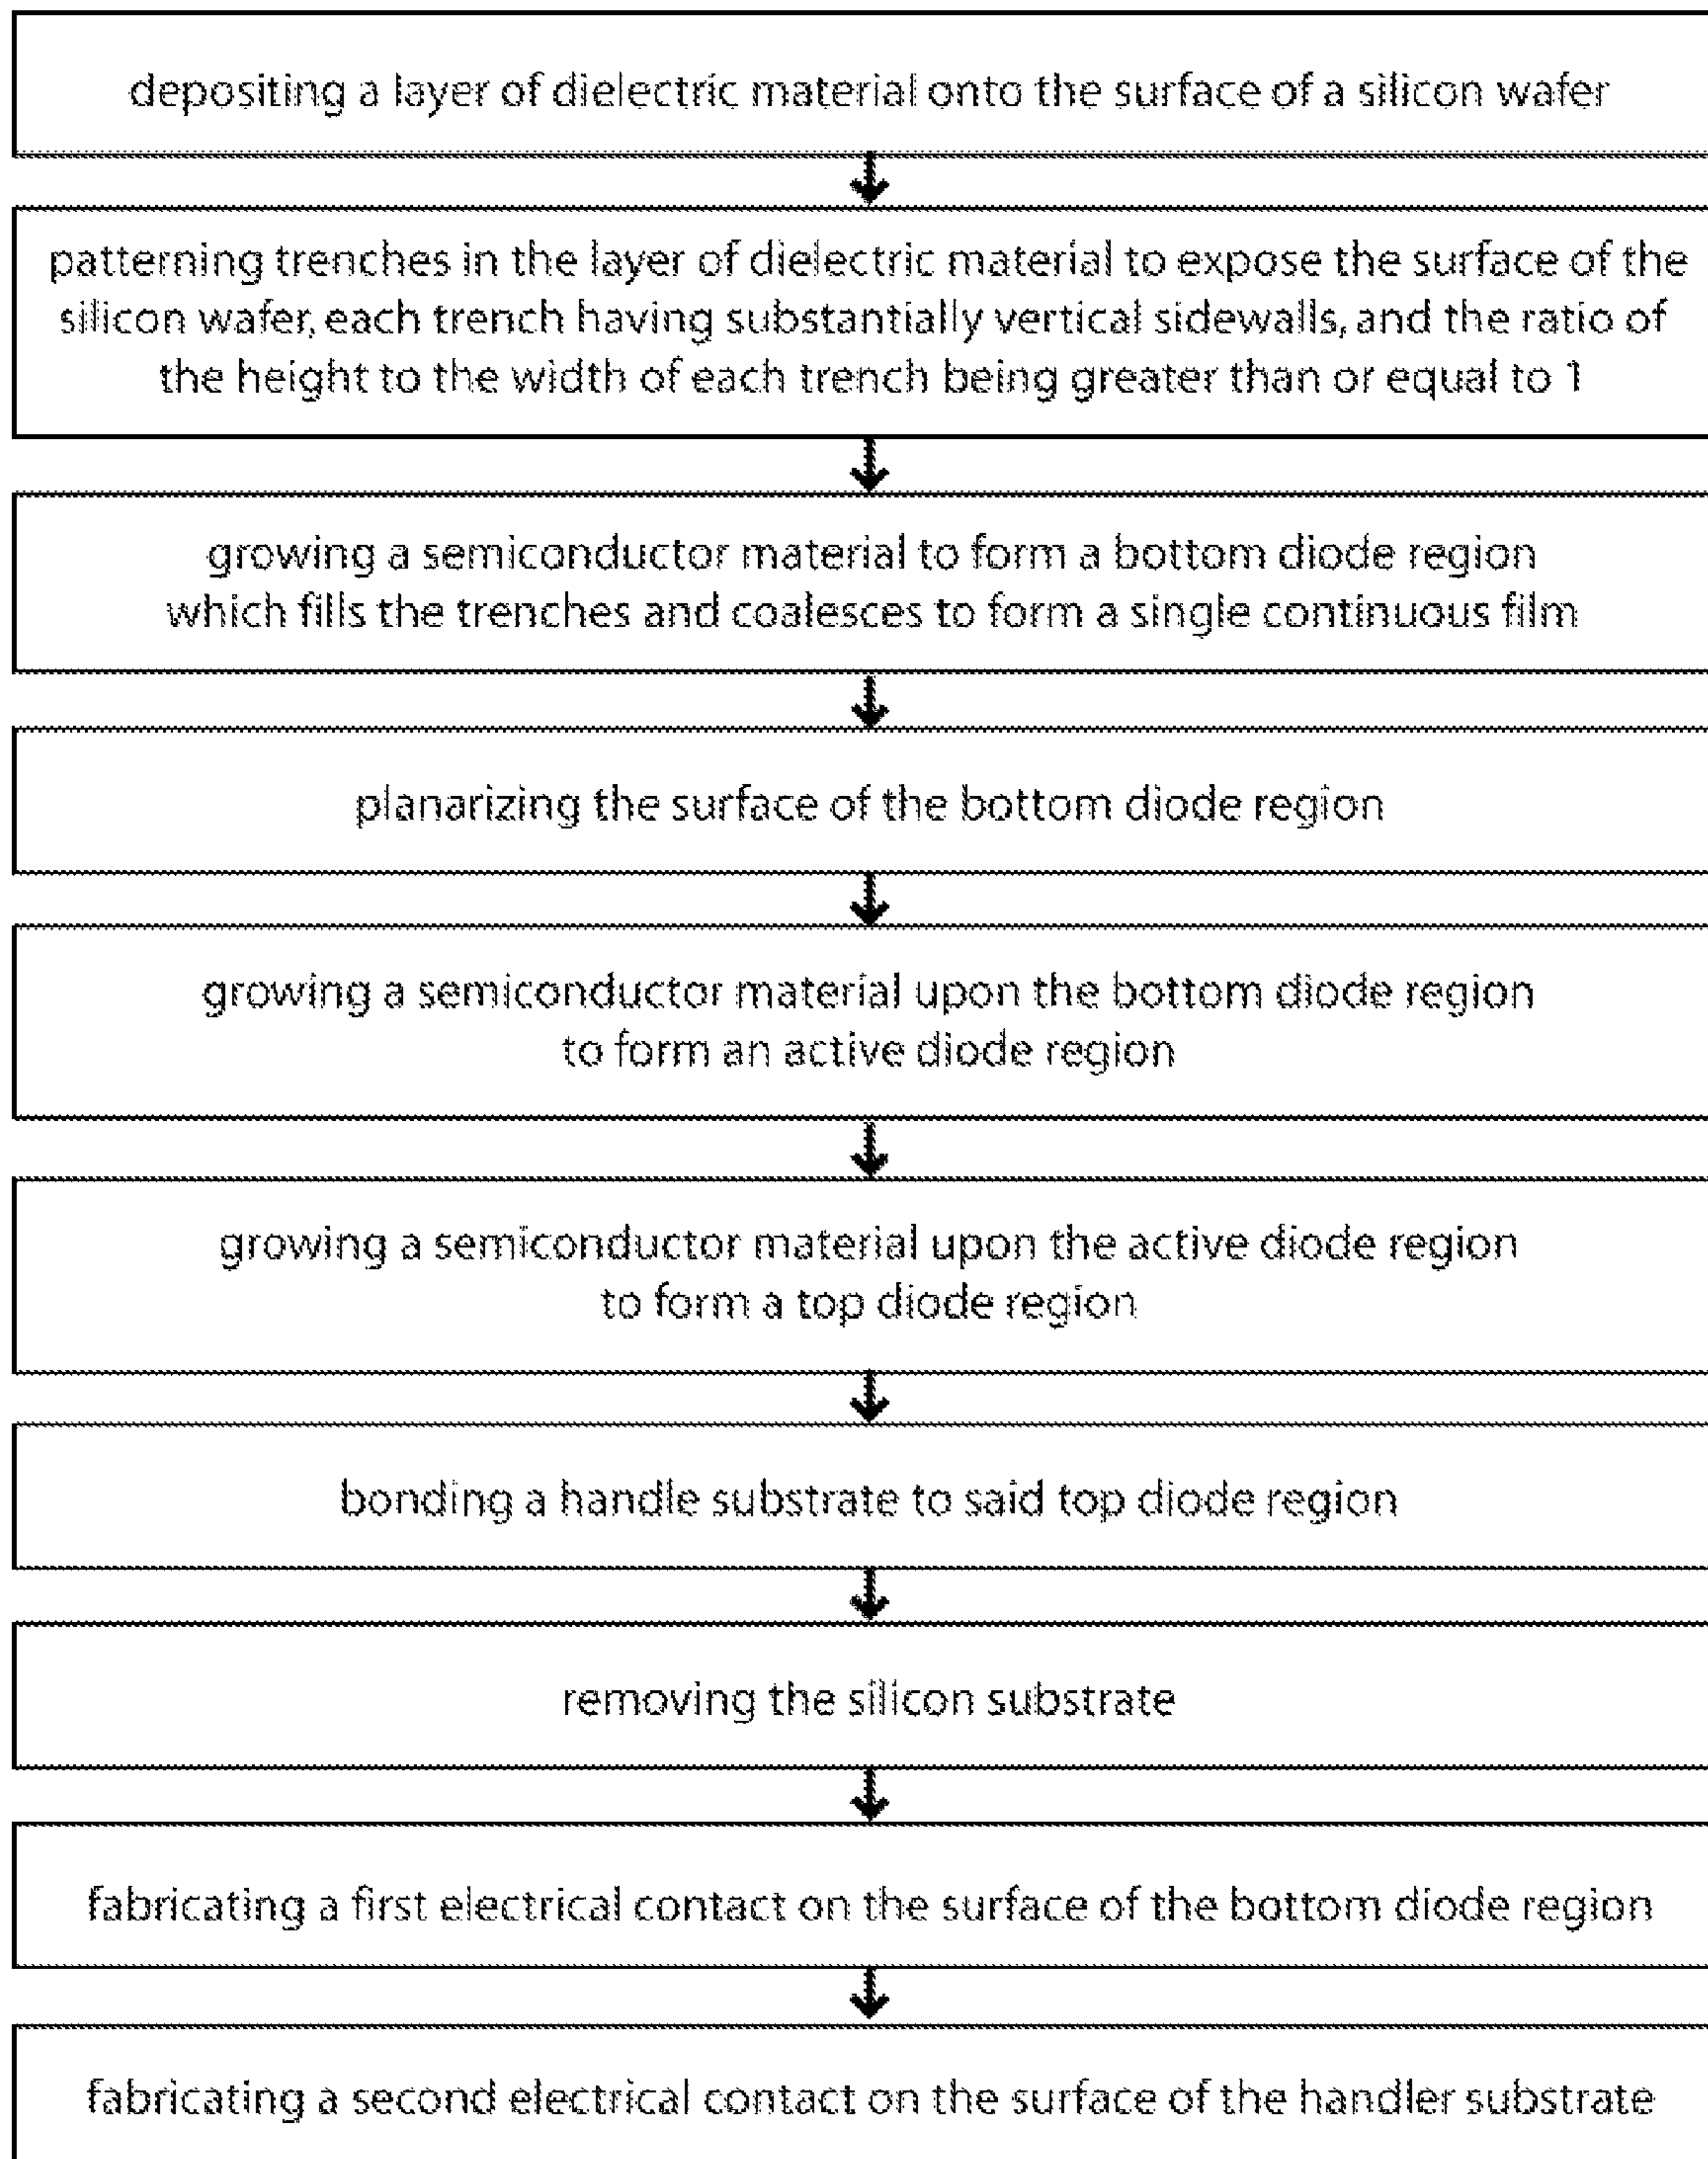 depositing a layer of dielectric material onto the surface of a silicon wafer
patterning trenches in the layer of dielectric material to expose the surface of the
silicon wafer, each trench having substantially vertical sidewalls, and the ratio of
the height to the width of each trench being greater than or equal to 1
growing a semiconductor material to form a bottom diode region
which fills the trenches and coalesces to form a single continuous film
planarizing the surface of the bottom diode region
growing a semiconductor material upon the bottom diode region
to form an active diode region
growing a semiconductor material upon the active diode region
to form a top diode region
bonding a handle substrate to said top diode region
removing the silicon substrate
fabricating a first electrical contact on the surface of the bottom diode region
fabricating a second electrical contact on the surface of the handler substrate